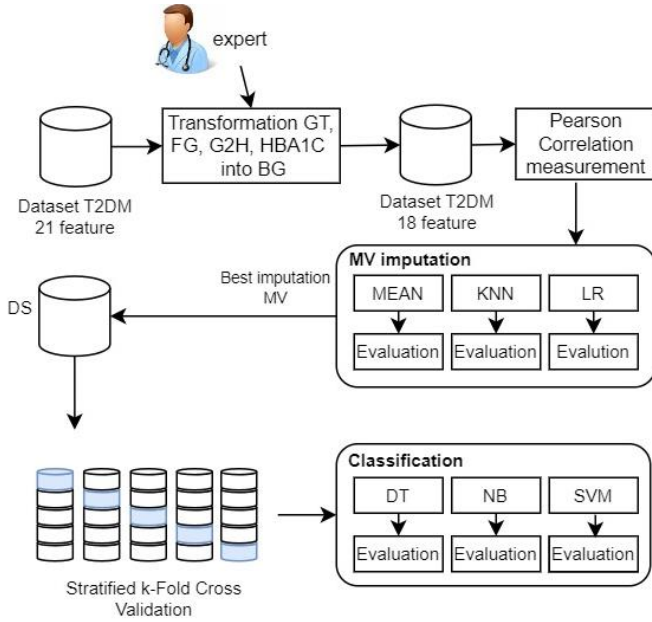 expert
Transformation GT,
FG, G2H, HBA1C
into BG
Pearson
Correlation
measurement
Dataset T2DM
21 feature
Dataset T2DM
18 feature
MV imputation
MEAN
KNN
LR
Evaluation
Evaluation
Evalution
Best imputation
MV
DS
Classification
DT
NB
SVM
Evaluation
Evaluation
Evaluation
Stratified k-Fold Cross
Validation